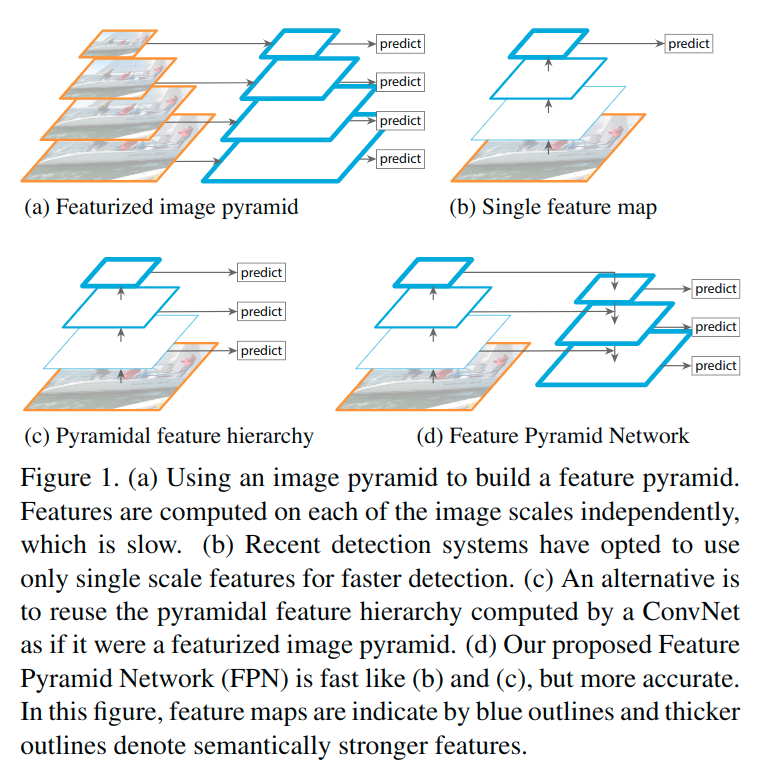 predict
predict
predict
predict
predict
(a) Featurized image pyramid
(b) Single feature map
predict
predict
predict
predict
predict
predict
(c) Pyramidal feature hierarchy
(d) Feature Pyramid Network
Figure 1. (a) Using an image pyramid to build a feature pyramid.
Features are computed on each of the image scales independently,
which is slow. (b) Recent detection systems have opted to use
only single scale features for faster detection. (c) An alternative is
to reuse the pyramidal feature hierarchy computed by a ConvNet
as if it were a featurized image pyramid. (d) Our proposed Feature
Pyramid Network (FPN) is fast like (b) and (c), but more accurate.
In this figure, feature maps are indicate by blue outlines and thicker
outlines denote semantically stronger features.